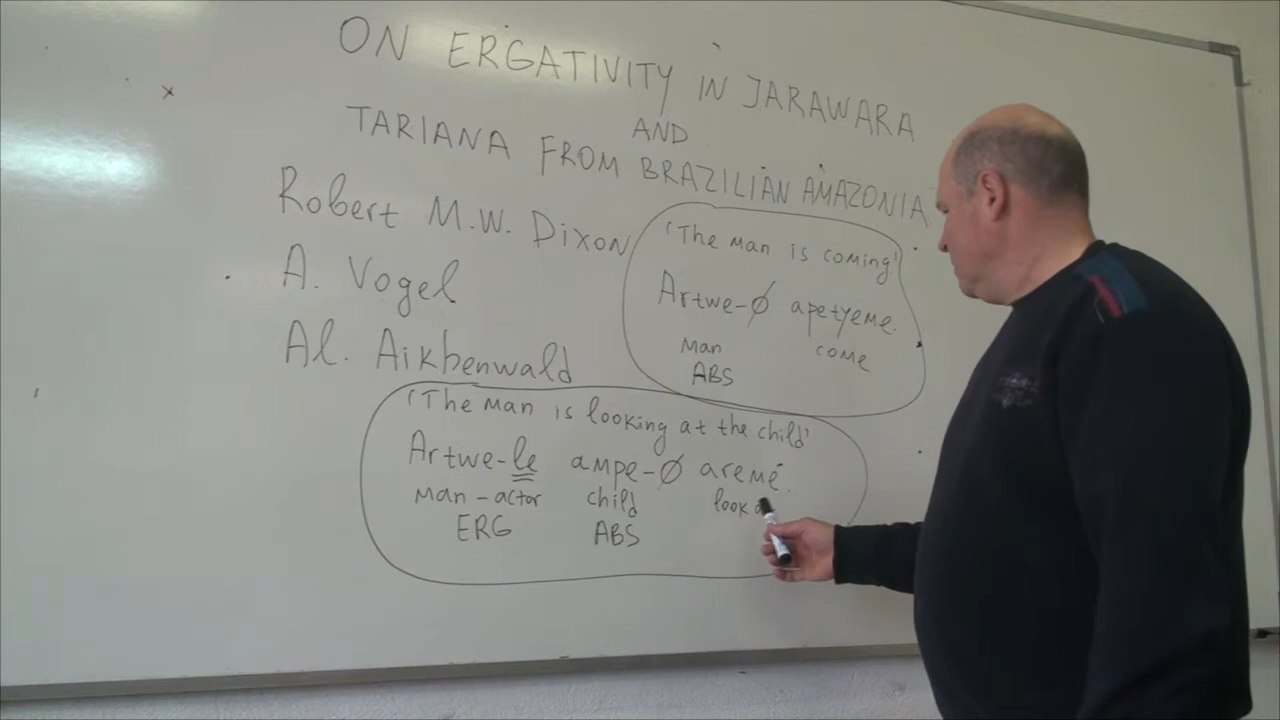 ON ERGATIVITY IN JARAWARA
AND
TARIANA FROM BRAZILIAN AMAZONIA
Robert M.W. Dixon
A. Vogel
Al. Aikhenwald
'The man is coming'
Artwe-Ø apetyeme.
man come
ABS
'The man is looking at the child'
Artwe-le ampe-Ø aremé.
man-actor child look
ERG ABS